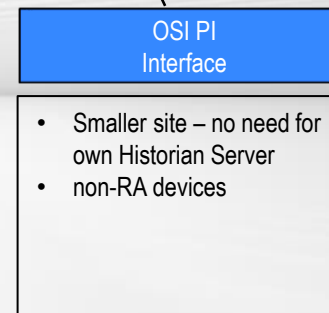 OSI PI
Interface
• Smaller site – no need for
own Historian Server
• non-RA devices